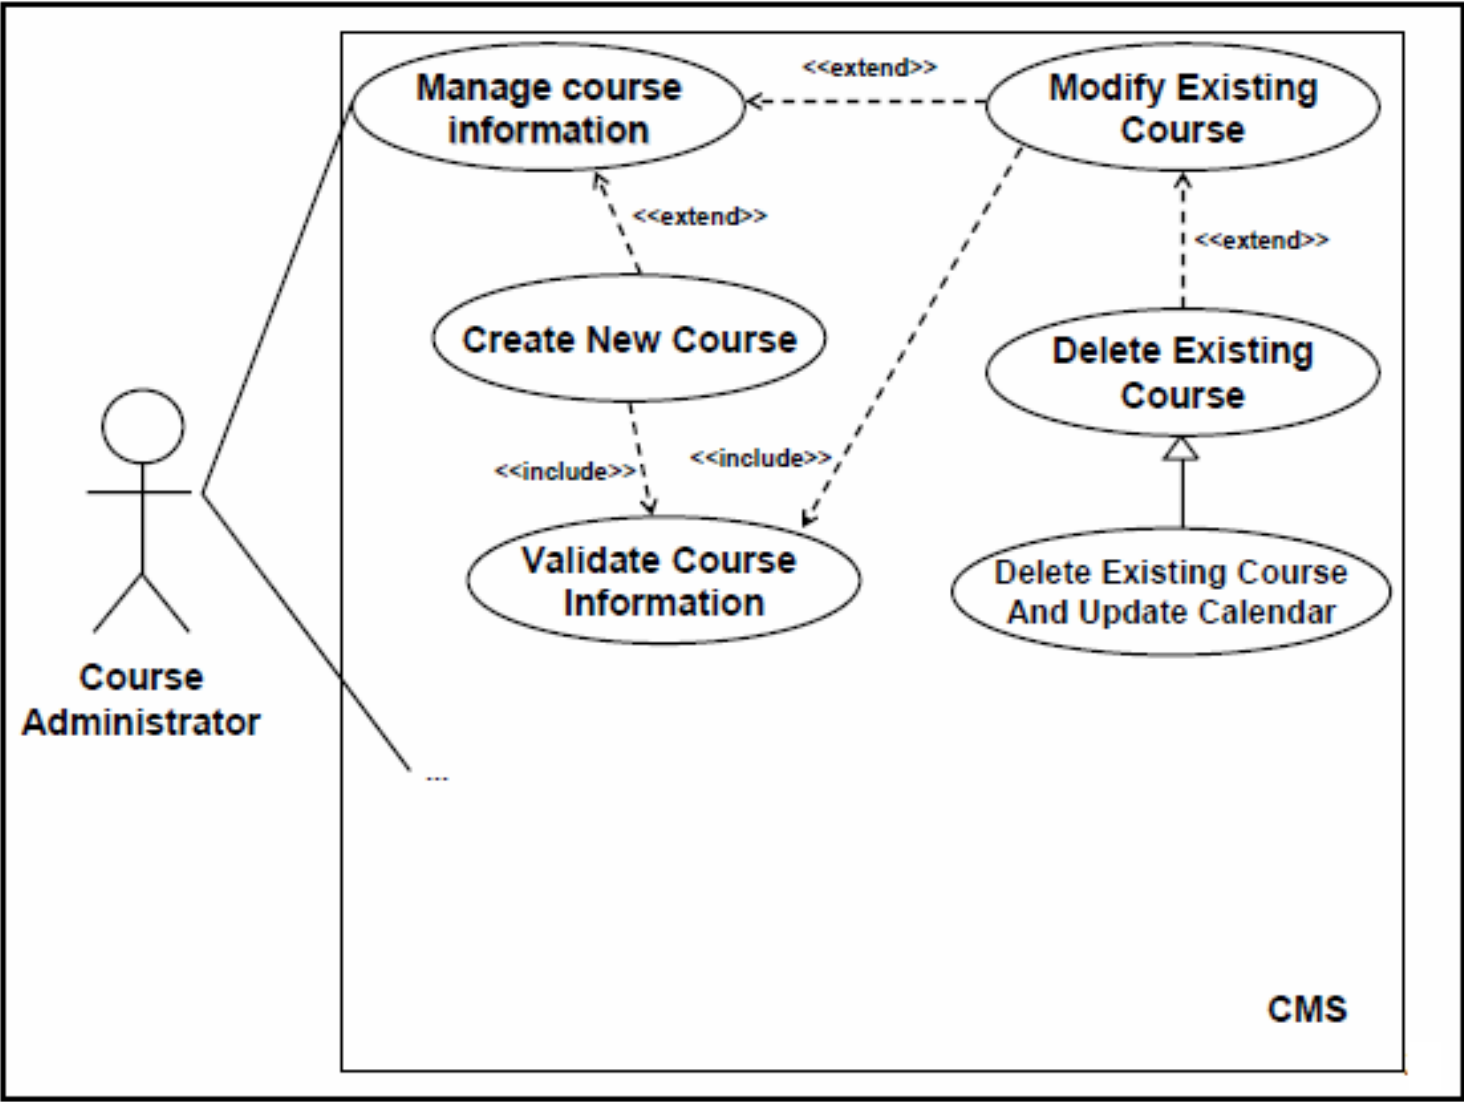 Manage course
information
<<extend>>
Modify Existing
Course
<<extend>>
<<extend>>
Create New Course
Delete Existing
Course
<<include>>
<<include>>
Validate Course
Information
Delete Existing Course
And Update Calendar
Course
Administrator
...
CMS